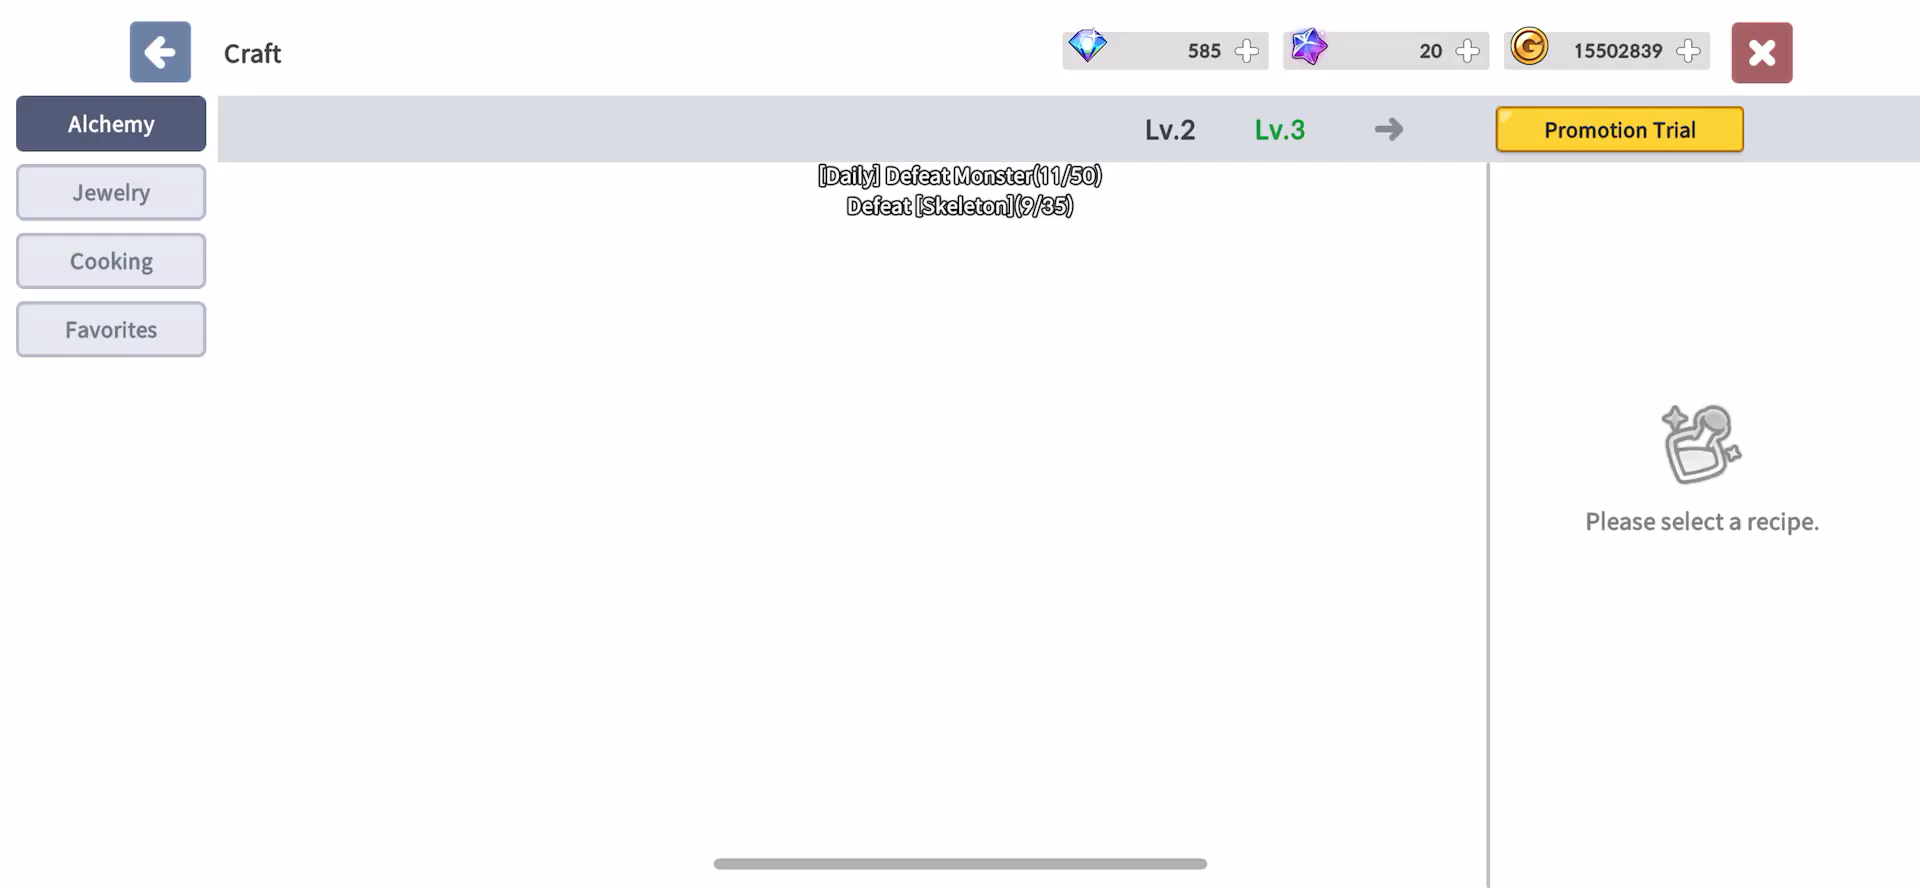 Craft
585
20
15502839
Alchemy
Lv.2
Lv.3
Promotion Trial
[Daily] Defeat Monster(11/50)
Defeat [Skeleton](9/35)
Jewelry
Cooking
Favorites
Please select a recipe.